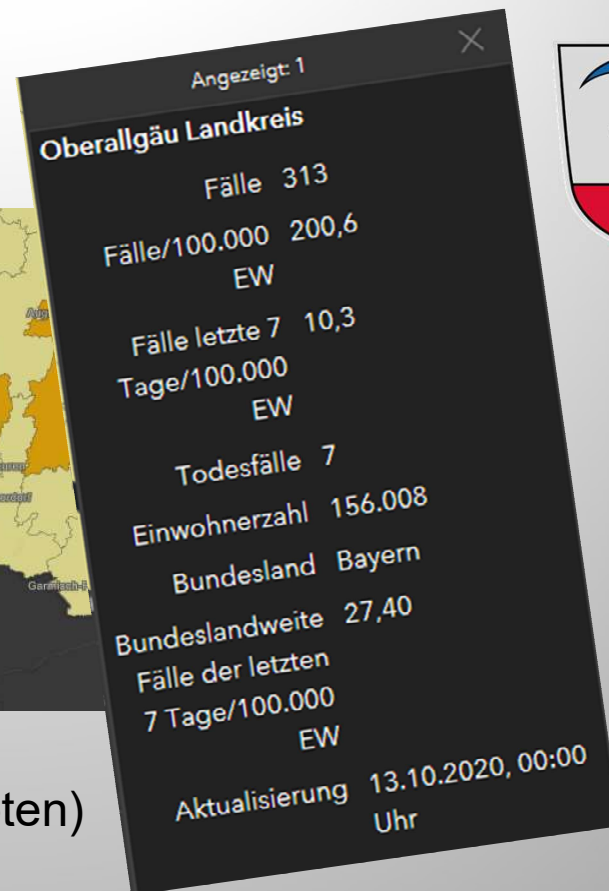 Angezeigt: 1
Oberallgäu Landkreis
Fälle 313
Fälle/100.000 200,6
EW
Fälle letzte 7 10,3
Tage/100.000
EW
Todesfälle 7
Einwohnerzahl 156.008
Bundesland Bayern
Bundeslandweite 27,40
Fälle der letzten
7 Tage/100.000
EW
Aktualisierung 13.10.2020, 00:00
Uhr
Aug
Garmisch-P
ten)